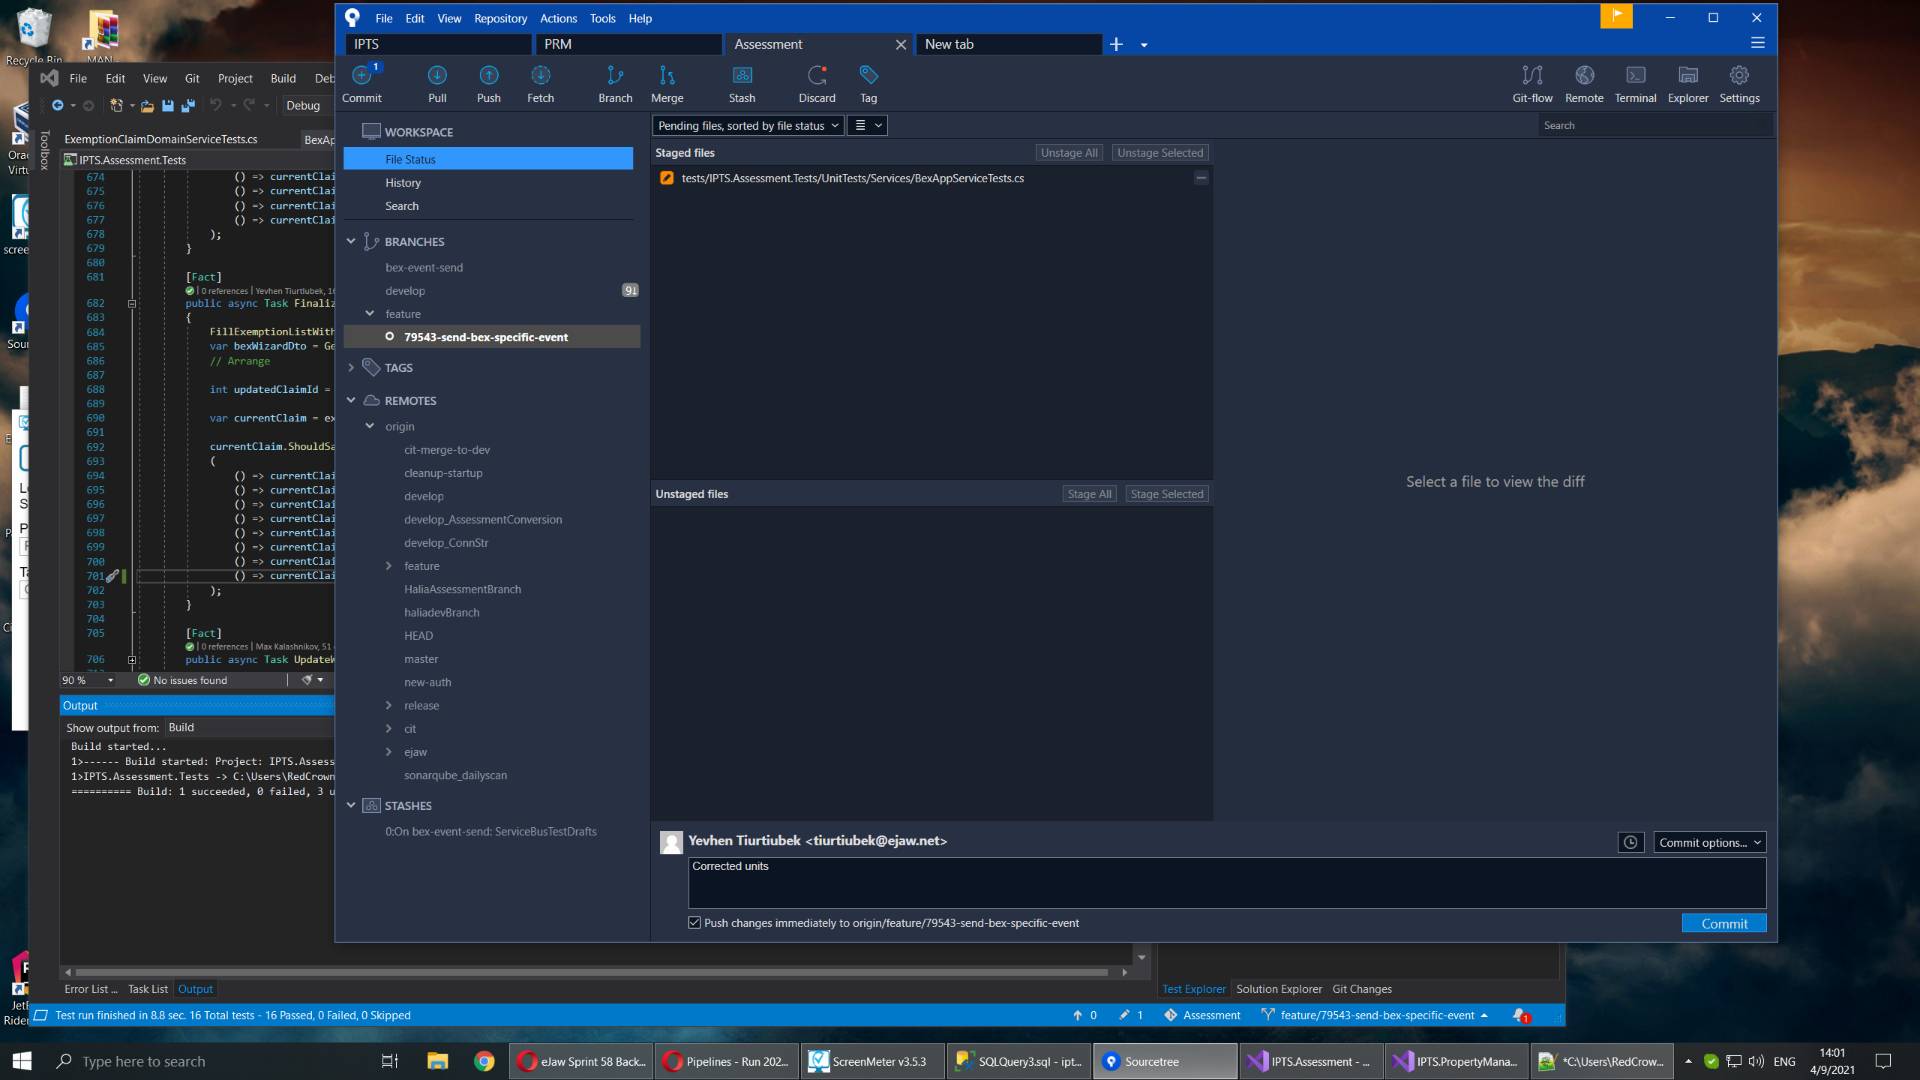 Recycle Bin
MAN
File Edit View Repository Actions Tools Help
IPTS
PRM
Assessment
New tab
Commit
1
Pull
Push
Fetch
Branch
Merge
Stash
Discard
Tag
Git-flow
Remote
Terminal
Explorer
Settings
WORKSPACE
File Status
History
Search
BRANCHES
bex-event-send
develop
9↓
feature
79543-send-bex-specific-event
TAGS
REMOTES
origin
cit-merge-to-dev
cleanup-startup
develop
develop_AssessmentConversion
develop_ConnStr
feature
HaliaAssessmentBranch
haliadevBranch
HEAD
master
new-auth
release
cit
ejaw
sonarqube_dailyscan
STASHES
0:On bex-event-send: ServiceBusTestDrafts
Pending files, sorted by file status
Search
Staged files
Unstage All
Unstage Selected
tests/IPTS.Assessment.Tests/UnitTests/Services/BexAppServiceTests.cs
Unstaged files
Stage All
Stage Selected
Select a file to view the diff
Yevhen Tiurtiubek <tiurtiubek@ejaw.net>
Commit options...
Corrected units
Push changes immediately to origin/feature/79543-send-bex-specific-event
Commit
File Edit View Git Project Build Deb
Debug
Toolbox
ExemptionClaimDomainServiceTests.cs
BexAp
IPTS.Assessment.Tests
674 () => currentClai
675 () => currentClai
676 () => currentClai
677 () => currentClai
678 );
679 }
680
681 [Fact]
0 references | Yevhen Tiurtiubek, 16
682 public async Task Finaliz
683 {
684 FillExemptionListWith
685 var bexWizardDto = Ge
686 // Arrange
687
688 int updatedClaimId =
689
690 var currentClaim = ex
691
692 currentClaim.ShouldSa
693 (
694 () => currentClai
695 () => currentClai
696 () => currentClai
697 () => currentClai
698 () => currentClai
699 () => currentClai
700 () => currentClai
701 () => currentClai
702 );
703 }
704
705 [Fact]
0 references | Max Kalashnikov, 51
706 public async Task UpdateW
90 %
No issues found
Output
Show output from: Build
Build started...
1>------ Build started: Project: IPTS.Assess
1>IPTS.Assessment.Tests -> C:\Users\RedCrown
========== Build: 1 succeeded, 0 failed, 3 u
Error List ... Task List Output
Test Explorer Solution Explorer Git Changes
Test run finished in 8.8 sec. 16 Total tests - 16 Passed, 0 Failed, 0 Skipped
0
1
Assessment
feature/79543-send-bex-specific-event
1
Type here to search
eJaw Sprint 58 Back...
Pipelines - Run 202...
ScreenMeter v3.5.3
SQLQuery3.sql - ipt...
Sourcetree
IPTS.Assessment - ...
IPTS.PropertyMana...
*C:\Users\RedCrow...
ENG
14:01
4/9/2021